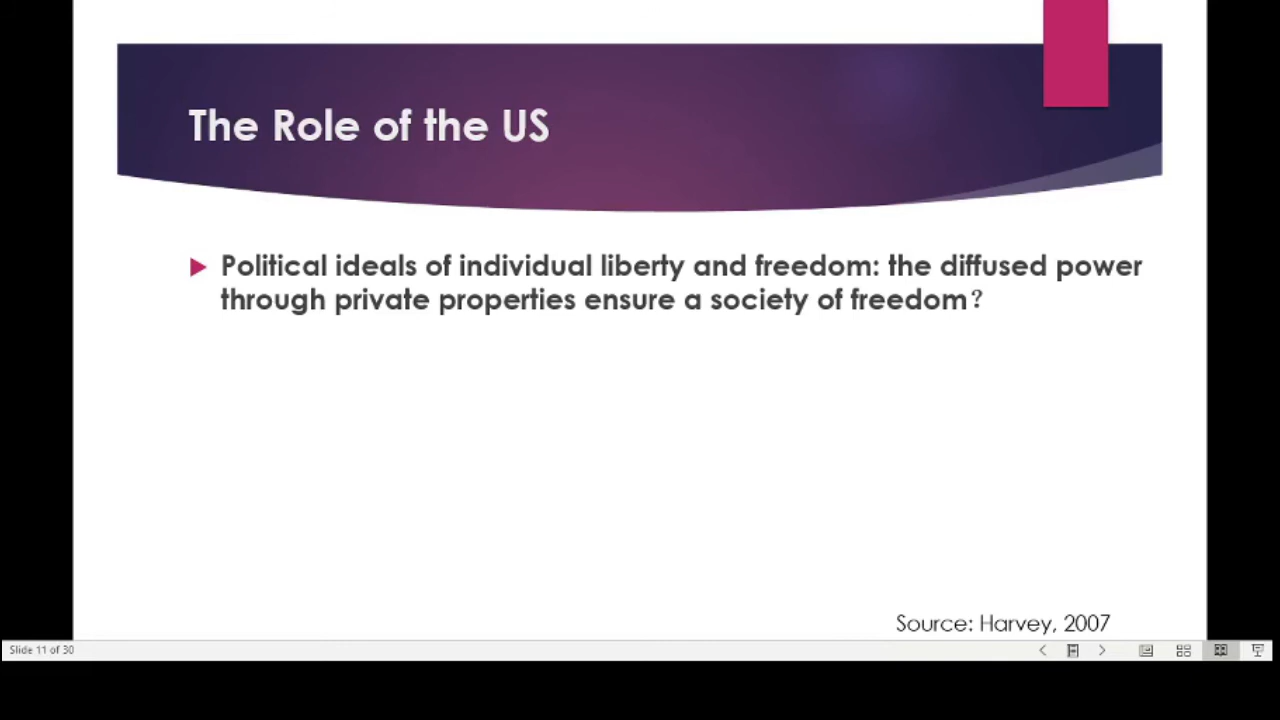 The Role of the US
Political ideals of individual liberty and freedom: the diffused power
through private properties ensure a society of freedom?
Source: Harvey, 2007
Slide 11 of 30